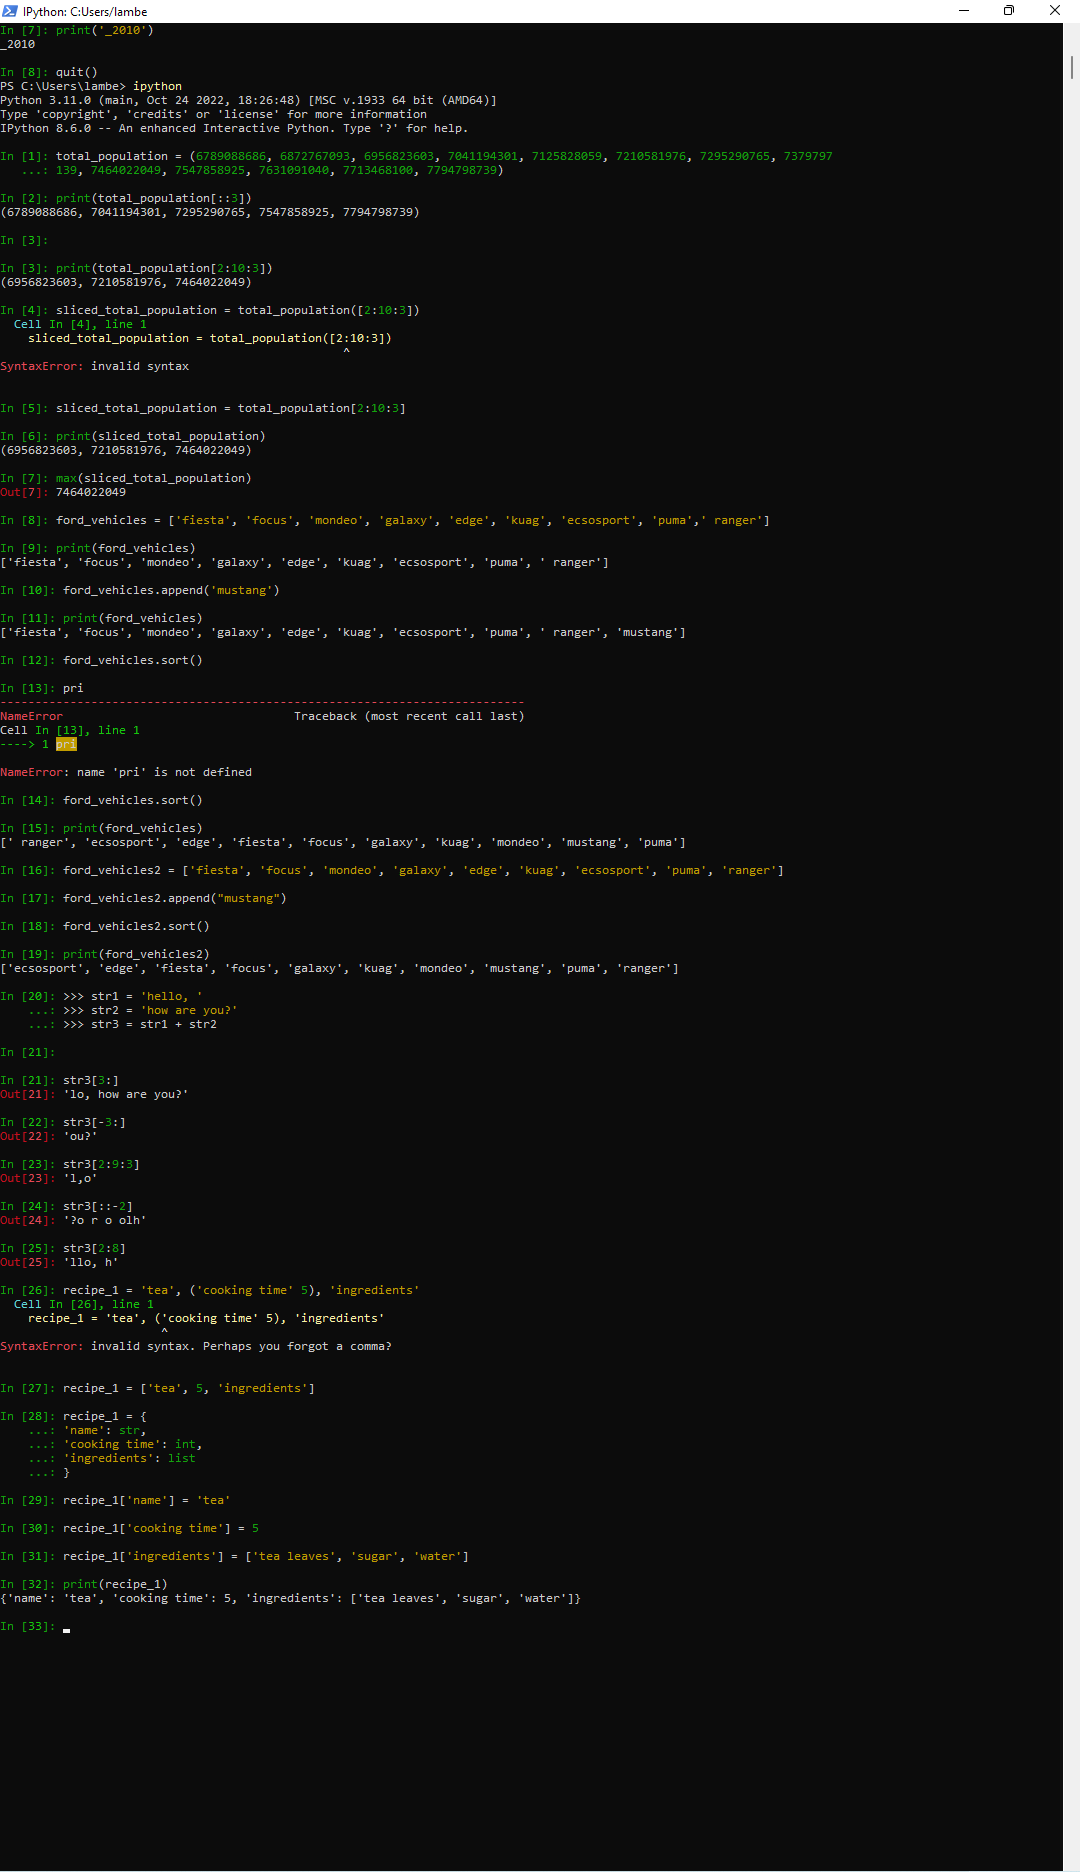 IPython: C:Users/lambe
In [7]: print('_2010')
_2010
In [8]: quit()
PS C:\Users\lambe> ipython
Python 3.11.0 (main, Oct 24 2022, 18:26:48) [MSC v.1933 64 bit (AMD64)]
Type 'copyright', 'credits' or 'license' for more information
IPython 8.6.0 -- An enhanced Interactive Python. Type '?' for help.
In [1]: total_population = (6789088686, 6872767093, 6956823603, 7041194301, 7125828059, 7210581976, 7295290765, 7379797
...: 139, 7464022049, 7547858925, 7631091040, 7713468100, 7794798739)
In [2]: print(total_population[::3])
(6789088686, 7041194301, 7295290765, 7547858925, 7794798739)
In [3]:
In [3]: print(total_population[2:10:3])
(6956823603, 7210581976, 7464022049)
In [4]: sliced_total_population = total_population([2:10:3])
Cell In [4], line 1
sliced_total_population = total_population([2:10:3])
^
SyntaxError: invalid syntax
In [5]: sliced_total_population = total_population[2:10:3]
In [6]: print(sliced_total_population)
(6956823603, 7210581976, 7464022049)
In [7]: max(sliced_total_population)
Out[7]: 7464022049
In [8]: ford_vehicles = ['fiesta', 'focus', 'mondeo', 'galaxy', 'edge', 'kuag', 'ecsosport', 'puma',' ranger']
In [9]: print(ford_vehicles)
['fiesta', 'focus', 'mondeo', 'galaxy', 'edge', 'kuag', 'ecsosport', 'puma', ' ranger']
In [10]: ford_vehicles.append('mustang')
In [11]: print(ford_vehicles)
['fiesta', 'focus', 'mondeo', 'galaxy', 'edge', 'kuag', 'ecsosport', 'puma', ' ranger', 'mustang']
In [12]: ford_vehicles.sort()
In [13]: pri
---------------------------------------------------------------------------
NameError                                 Traceback (most recent call last)
Cell In [13], line 1
----> 1 pri
NameError: name 'pri' is not defined
In [14]: ford_vehicles.sort()
In [15]: print(ford_vehicles)
[' ranger', 'ecsosport', 'edge', 'fiesta', 'focus', 'galaxy', 'kuag', 'mondeo', 'mustang', 'puma']
In [16]: ford_vehicles2 = ['fiesta', 'focus', 'mondeo', 'galaxy', 'edge', 'kuag', 'ecsosport', 'puma', 'ranger']
In [17]: ford_vehicles2.append("mustang")
In [18]: ford_vehicles2.sort()
In [19]: print(ford_vehicles2)
['ecsosport', 'edge', 'fiesta', 'focus', 'galaxy', 'kuag', 'mondeo', 'mustang', 'puma', 'ranger']
In [20]: >>> str1 = 'hello, '
...: >>> str2 = 'how are you?'
...: >>> str3 = str1 + str2
In [21]:
In [21]: str3[3:]
Out[21]: 'lo, how are you?'
In [22]: str3[-3:]
Out[22]: 'ou?'
In [23]: str3[2:9:3]
Out[23]: 'l,o'
In [24]: str3[::-2]
Out[24]: '?o r o olh'
In [25]: str3[2:8]
Out[25]: 'llo, h'
In [26]: recipe_1 = 'tea', ('cooking time' 5), 'ingredients'
Cell In [26], line 1
recipe_1 = 'tea', ('cooking time' 5), 'ingredients'
^
SyntaxError: invalid syntax. Perhaps you forgot a comma?
In [27]: recipe_1 = ['tea', 5, 'ingredients']
In [28]: recipe_1 = {
...: 'name': str,
...: 'cooking time': int,
...: 'ingredients': list
...: }
In [29]: recipe_1['name'] = 'tea'
In [30]: recipe_1['cooking time'] = 5
In [31]: recipe_1['ingredients'] = ['tea leaves', 'sugar', 'water']
In [32]: print(recipe_1)
{'name': 'tea', 'cooking time': 5, 'ingredients': ['tea leaves', 'sugar', 'water']}
In [33]: